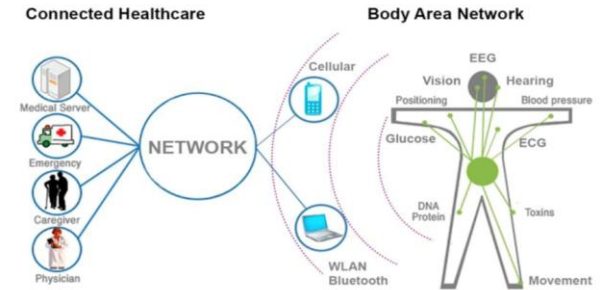 Connected Healthcare
Body Area Network
Medical Server
Emergency
Caregiver
Physician
NETWORK
Cellular
WLAN
Bluetooth
EEG
Vision
Hearing
Positioning
Blood pressure
Glucose
ECG
DNA
Protein
Toxins
Movement